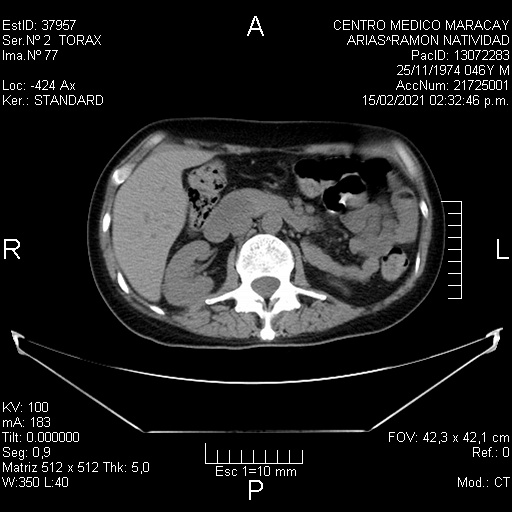 EstID: 37957
Ser.Nº 2 TORAX
Ima.Nº 77
Loc: -424 Ax
Ker.: STANDARD
A
CENTRO MEDICO MARACAY
ARIAS^RAMON NATIVIDAD
PacID: 13072283
25/11/1974 046Y M
AccNum: 21725001
15/02/2021 02:32:46 p.m.
R
L
KV: 100
mA: 183
Tilt: 0.000000
Seg: 0,9
Matriz 512 x 512 Thk: 5,0
W:350 L:40
Esc 1=10 mm
P
FOV: 42,3 x 42,1 cm
Ref.: 0
Mod.: CT